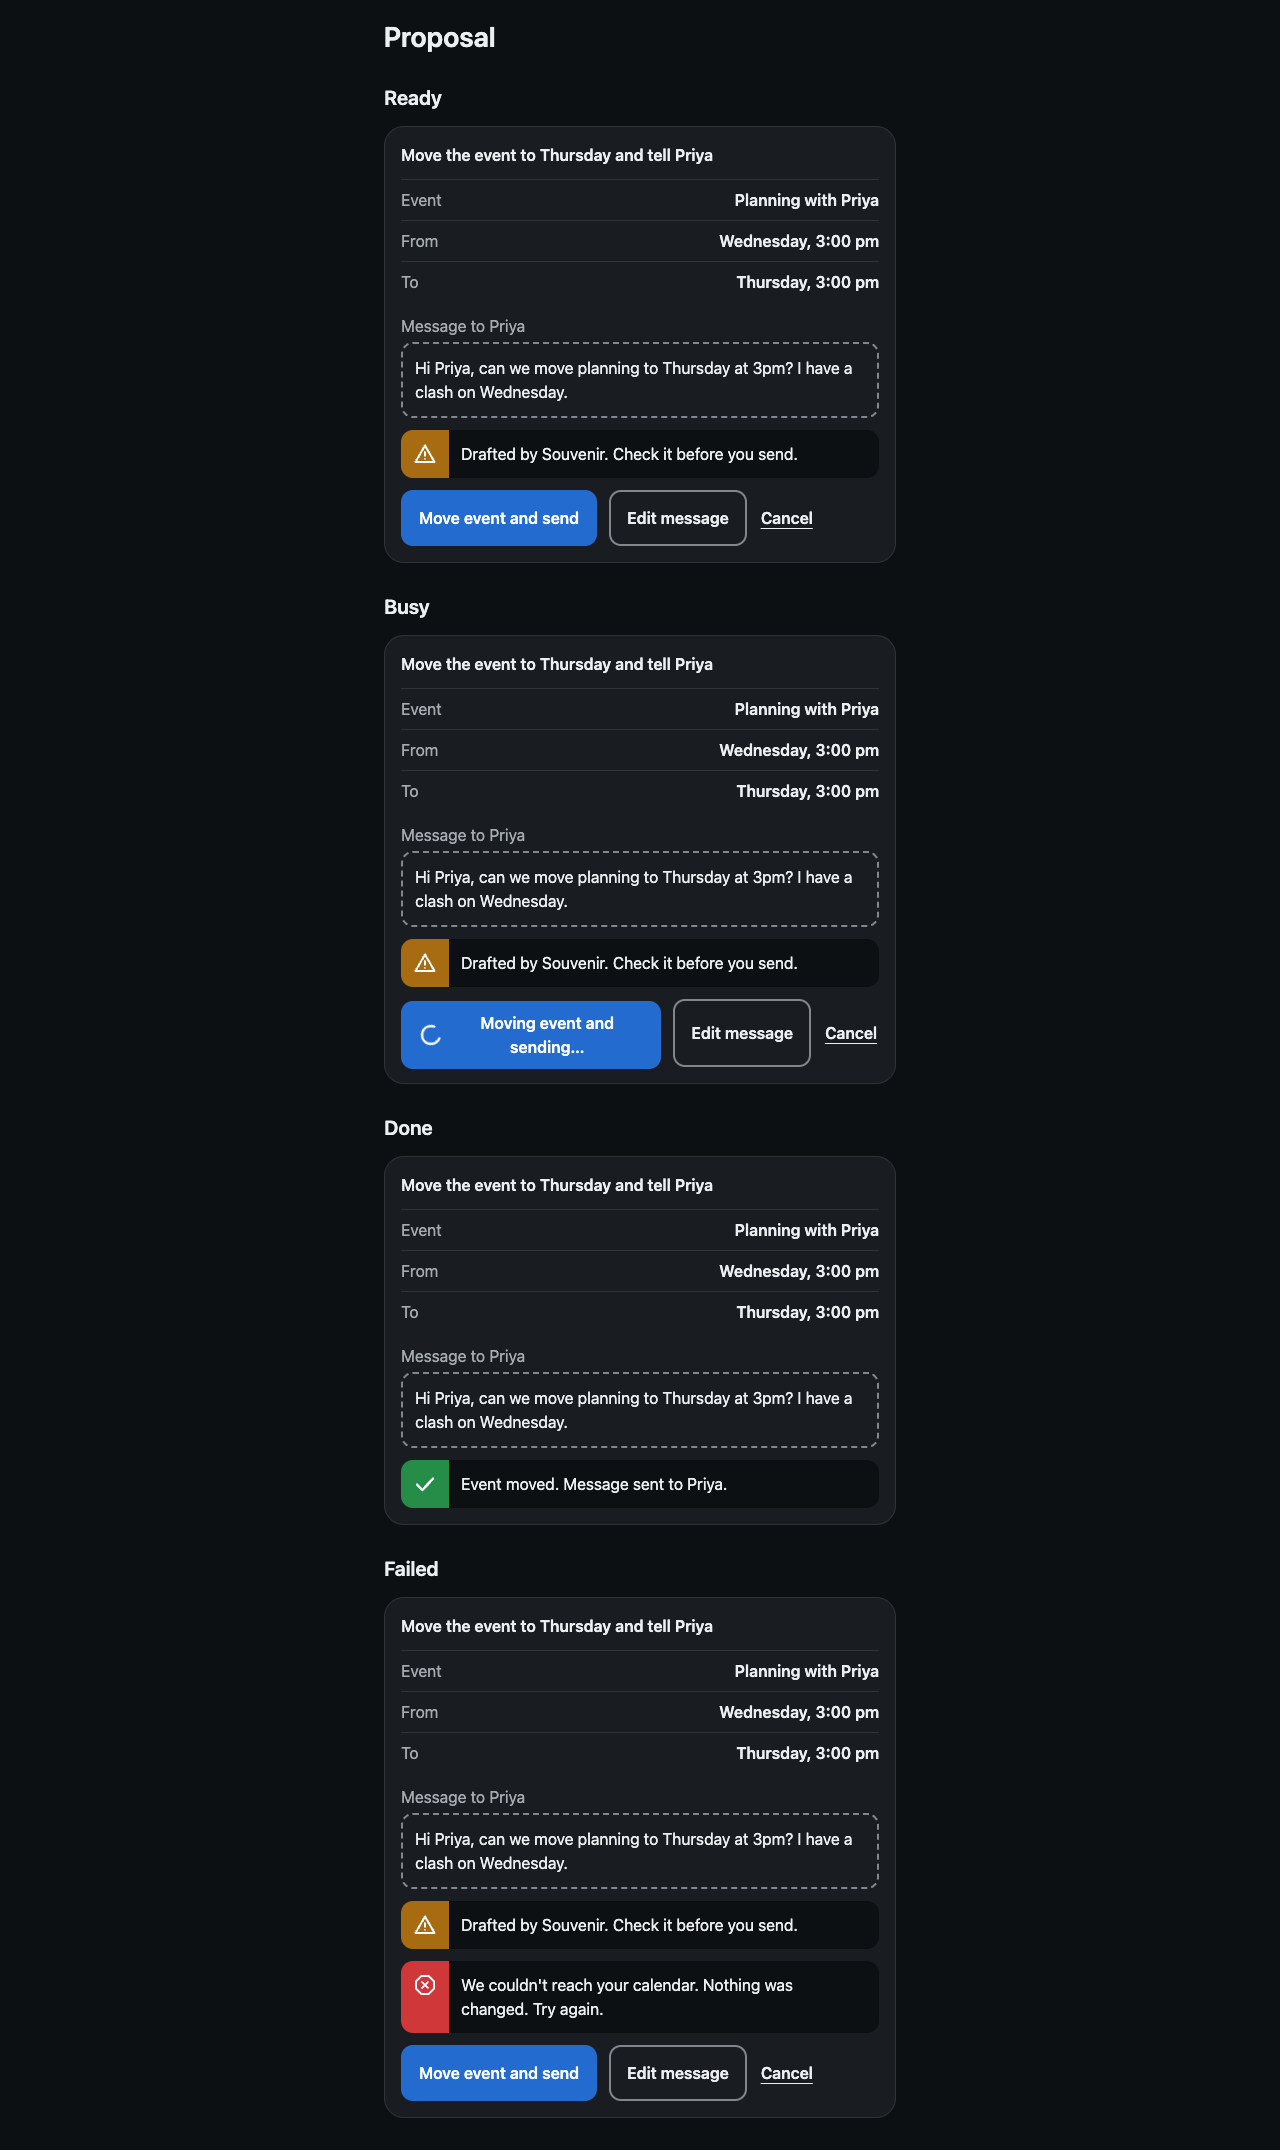 Proposal
Ready
Move the event to Thursday and tell Priya
Event Planning with Priya
From Wednesday, 3:00 pm
To Thursday, 3:00 pm
Message to Priya
Hi Priya, can we move planning to Thursday at 3pm? I have a
clash on Wednesday.
Drafted by Souvenir. Check it before you send.
Move event and send Edit message Cancel
Busy
Move the event to Thursday and tell Priya
Event Planning with Priya
From Wednesday, 3:00 pm
To Thursday, 3:00 pm
Message to Priya
Hi Priya, can we move planning to Thursday at 3pm? I have a
clash on Wednesday.
Drafted by Souvenir. Check it before you send.
Moving event and
sending...
Edit message Cancel
Done
Move the event to Thursday and tell Priya
Event Planning with Priya
From Wednesday, 3:00 pm
To Thursday, 3:00 pm
Message to Priya
Hi Priya, can we move planning to Thursday at 3pm? I have a
clash on Wednesday.
Event moved. Message sent to Priya.
Failed
Move the event to Thursday and tell Priya
Event Planning with Priya
From Wednesday, 3:00 pm
To Thursday, 3:00 pm
Message to Priya
Hi Priya, can we move planning to Thursday at 3pm? I have a
clash on Wednesday.
Drafted by Souvenir. Check it before you send.
We couldn't reach your calendar. Nothing was
changed. Try again.
Move event and send Edit message Cancel